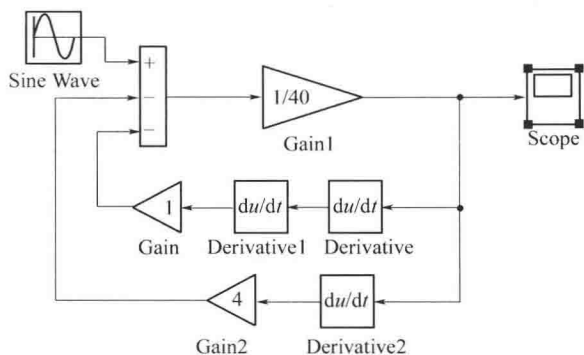 Sine Wave
+
−
−
1/40
Gain1
Scope
1
du/dt
du/dt
Gain
Derivative1
Derivative
4
du/dt
Gain2
Derivative2